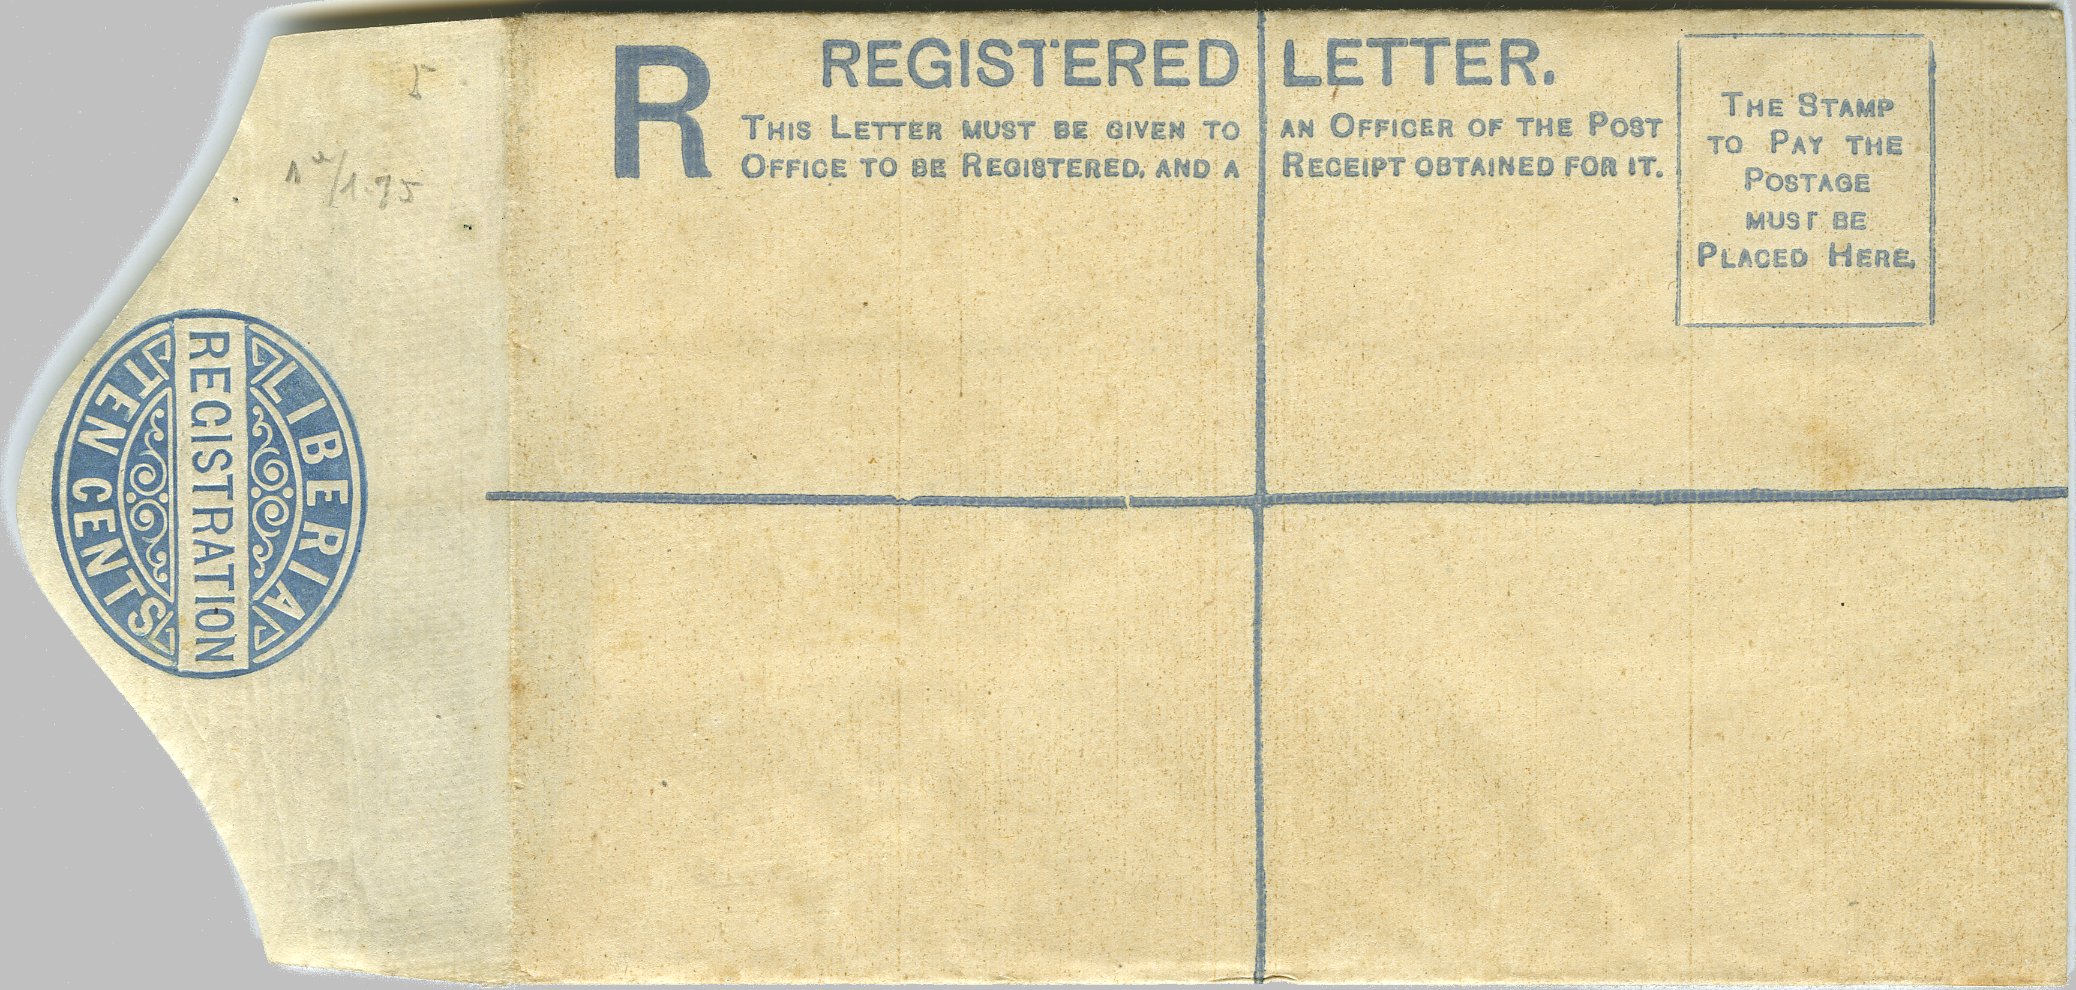 R REGISTERED LETTER.
THIS LETTER MUST BE GIVEN TO AN OFFICER OF THE POST
OFFICE TO BE REGISTERED, AND A RECEIPT OBTAINED FOR IT.
THE STAMP
TO PAY THE
POSTAGE
MUST BE
PLACED HERE.
5
LIBERIA
REGISTRATION
TEN CENTS